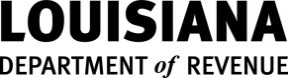 LOUISIANA
DEPARTMENT of REVENUE